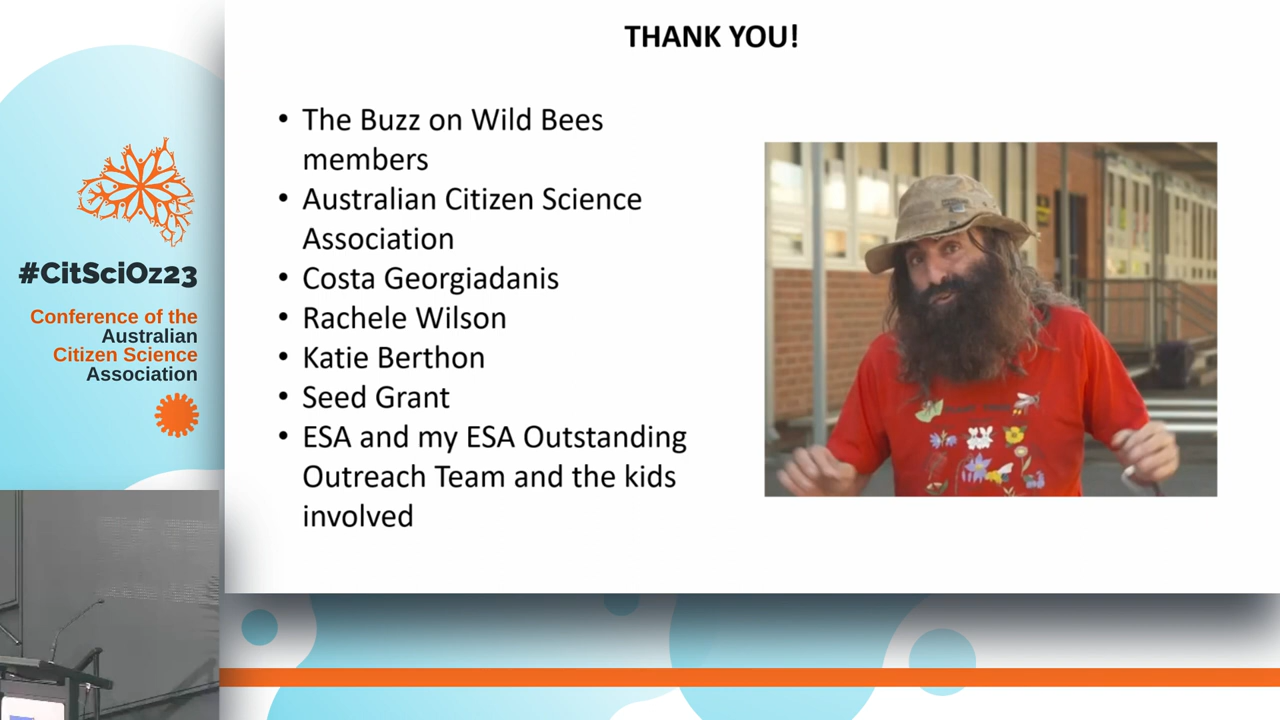 THANK YOU!
• The Buzz on Wild Bees
members
• Australian Citizen Science
Association
• Costa Georgiadanis
• Rachele Wilson
• Katie Berthon
• Seed Grant
• ESA and my ESA Outstanding
Outreach Team and the kids
involved
#CitSciOz23
Conference of the
Australian
Citizen Science
Association